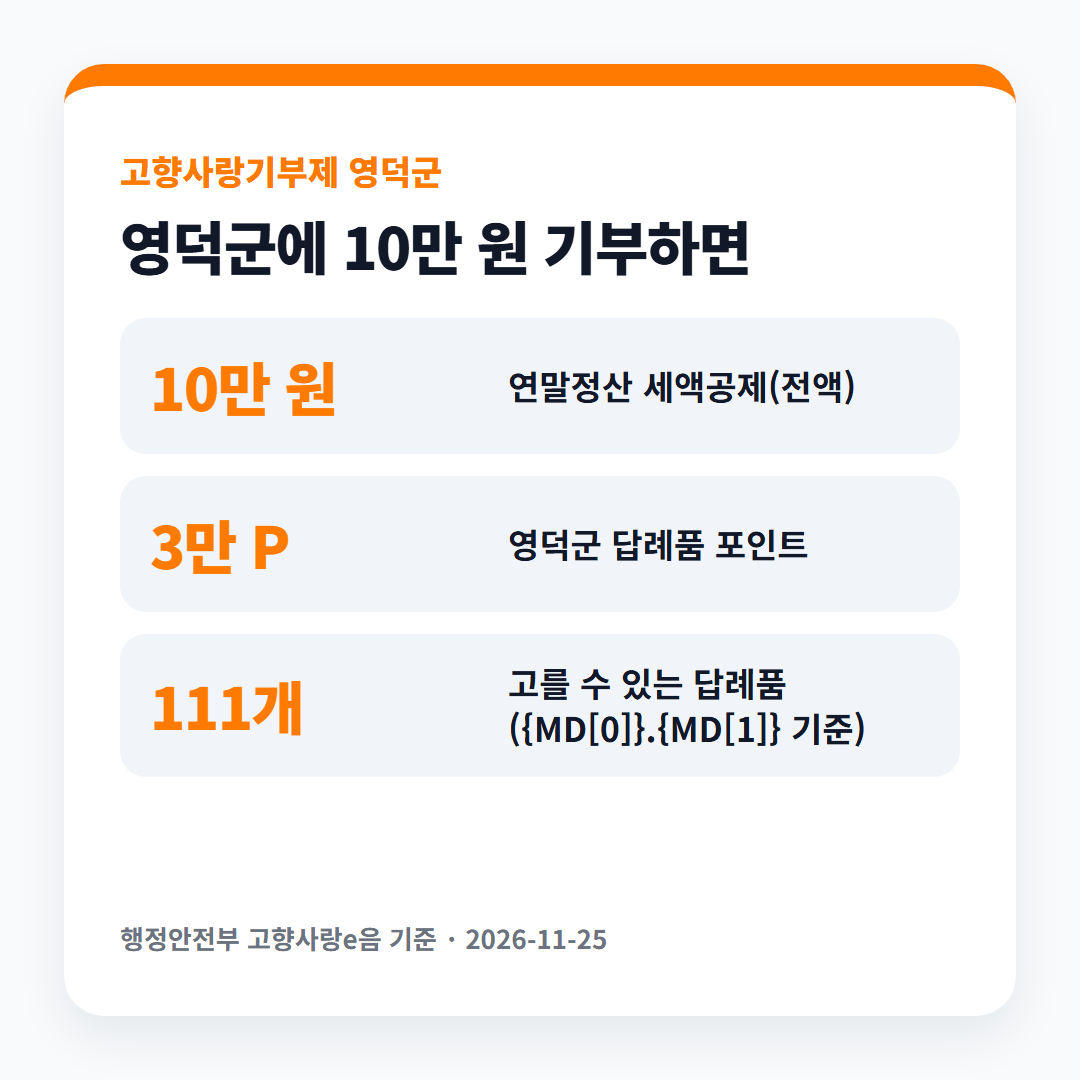 고향사랑기부제 영덕군
영덕군에 10만 원 기부하면
10만 원
연말정산 세액공제(전액)
3만 P
영덕군 답례품 포인트
111개
고를 수 있는 답례품
({MD[0]}.{MD[1]} 기준)
행정안전부 고향사랑e음 기준 · 2026-11-25